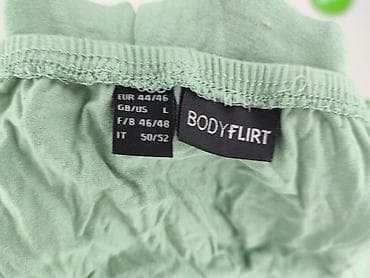 EUR 44/46
GB/US L
F/B 46/48
IT 50/52
BODYFLIRT